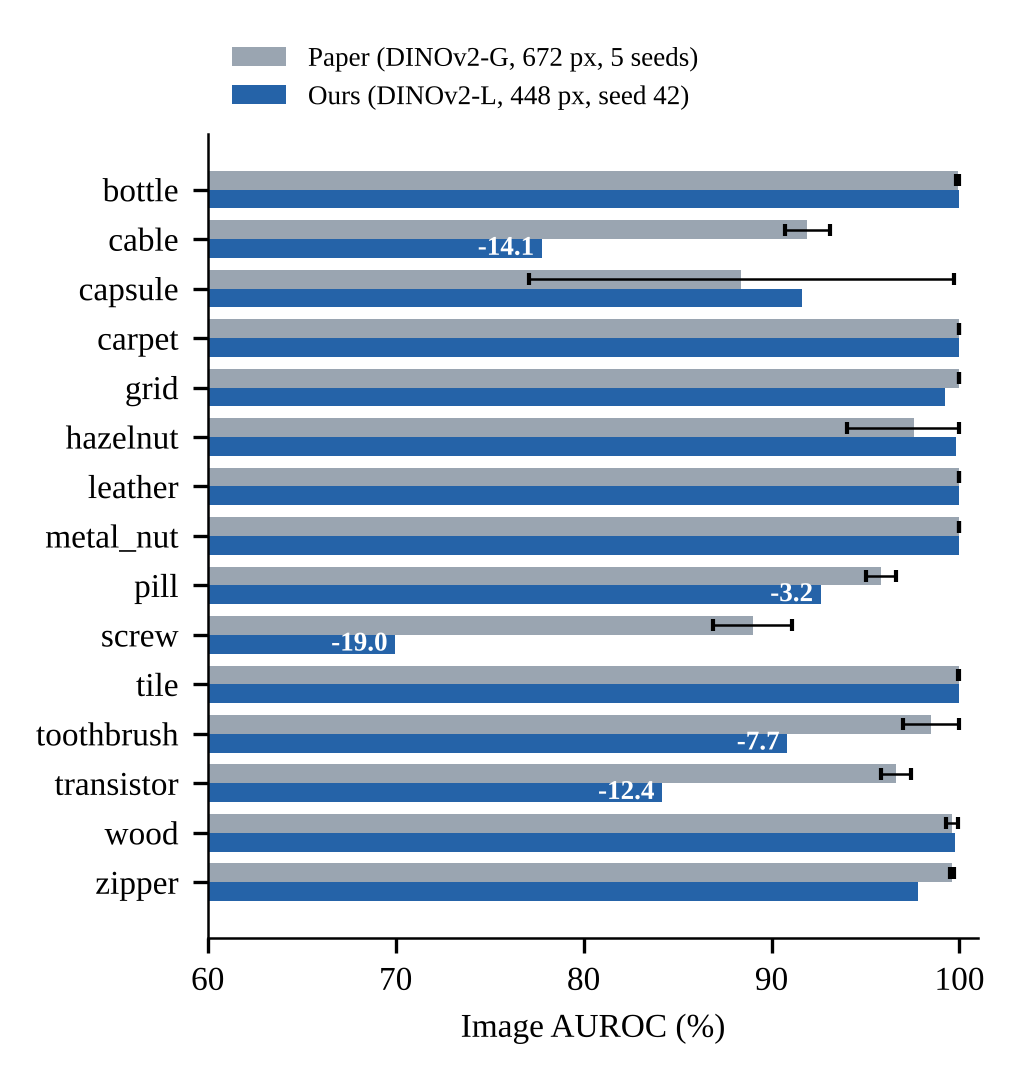 Paper (DINOv2-G, 672 px, 5 seeds)
Ours (DINOv2-L, 448 px, seed 42)
bottle
cable
-14.1
capsule
carpet
grid
hazelnut
leather
metal_nut
pill
-3.2
screw
-19.0
tile
toothbrush
-7.7
transistor
-12.4
wood
zipper
60 70 80 90 100
Image AUROC (%)